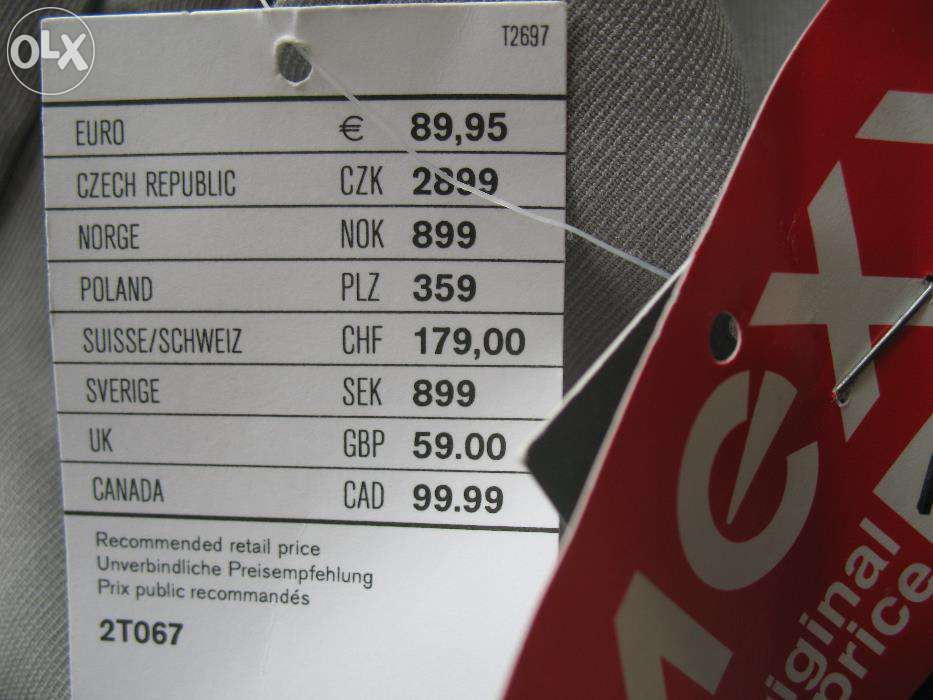 OLX
T2697
EURO € 89,95
CZECH REPUBLIC CZK 2899
NORGE NOK 899
POLAND PLZ 359
SUISSE/SCHWEIZ CHF 179,00
SVERIGE SEK 899
UK GBP 59.00
CANADA CAD 99.99
Recommended retail price
Unverbindliche Preisempfehlung
Prix public recommandés
2T067
iginal
price